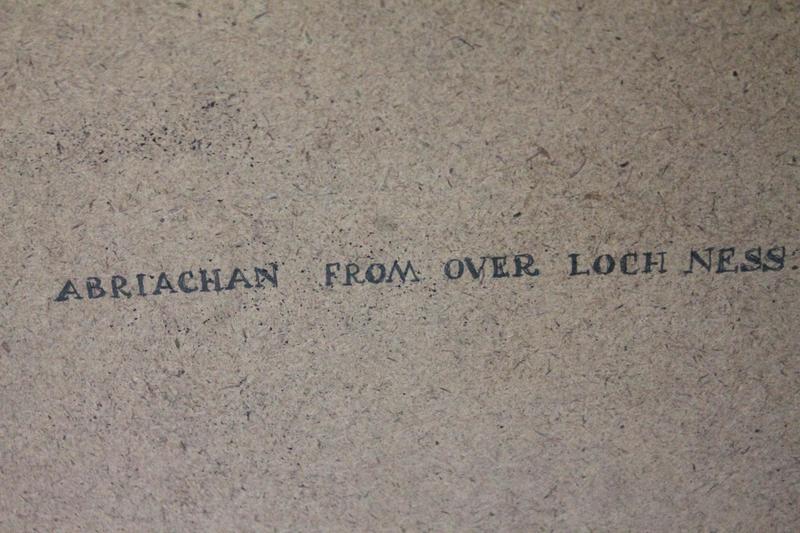 ABRIACHAN FROM OVER LOCH NESS.